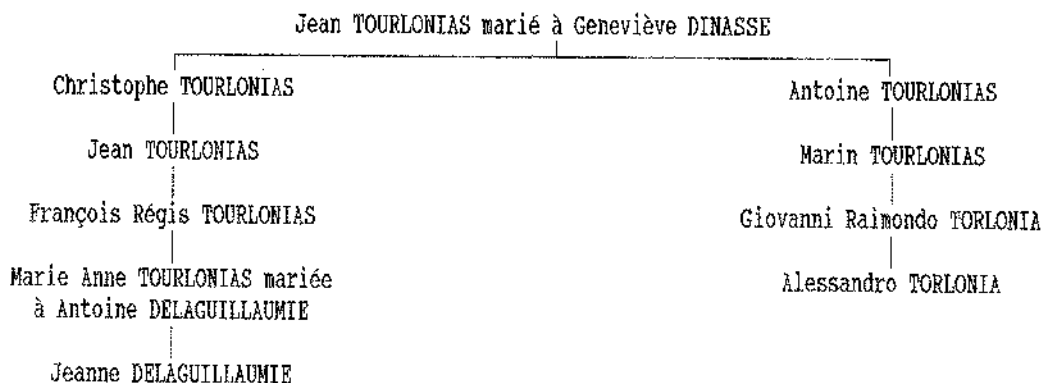 Jean TOURLONIAS marié à Geneviève DINASSE
Christophe TOURLONIAS
Jean TOURLONIAS
François Régis TOURLONIAS
Marie Anne TOURLONIAS mariée
à Antoine DELAGUILLAUMIE
Jeanne DELAGUILLAUMIE
Antoine TOURLONIAS
Marin TOURLONIAS
Giovanni Raimondo TORLONIA
Alessandro TORLONIA